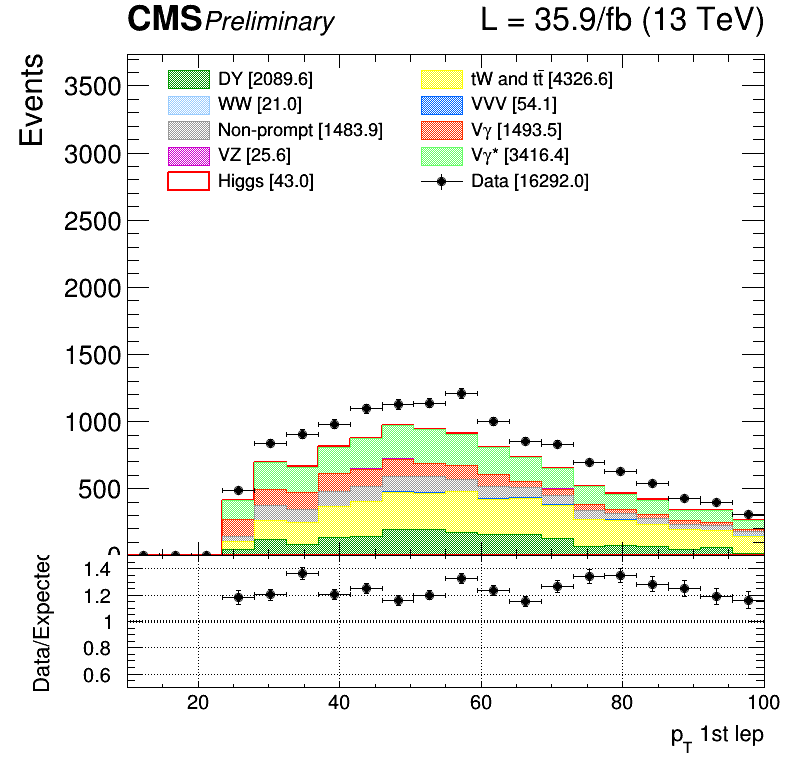 CMS Preliminary L = 35.9/fb (13 TeV)
Events
3500
3000
2500
2000
1500
1000
500
0
DY [2089.6]
WW [21.0]
Non-prompt [1483.9]
VZ [25.6]
Higgs [43.0]
tW and tt̄ [4326.6]
VVV [54.1]
Vγ [1493.5]
Vγ* [3416.4]
Data [16292.0]
Data/Expected
1.4
1.2
1
0.8
0.6
20 40 60 80 100
p_T 1st lep